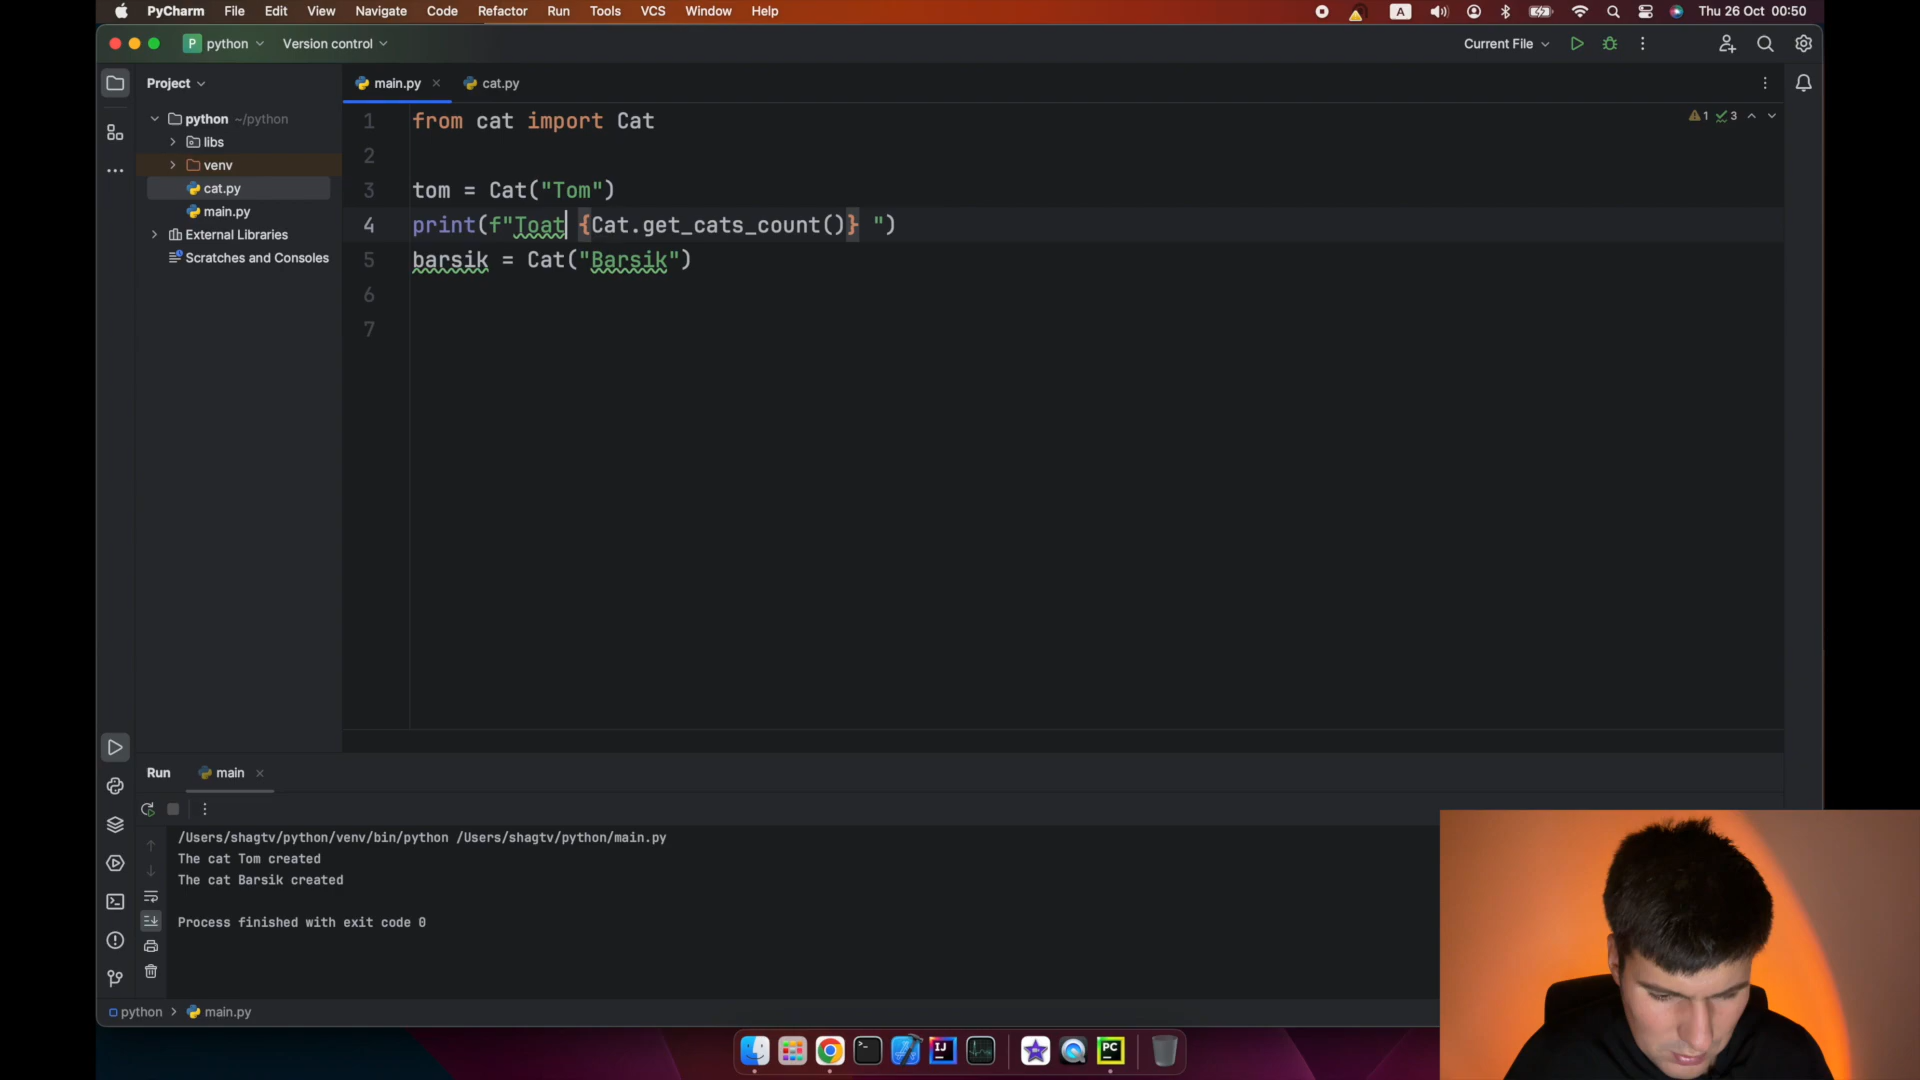 PyCharm File Edit View Navigate Code Refactor Run Tools VCS Window Help A Thu 26 Oct 00:50
P python Version control Current File
Project main.py cat.py
python ~/python
libs
venv
cat.py
main.py
External Libraries
Scratches and Consoles
1 from cat import Cat
2
3 tom = Cat("Tom")
4 print(f"Toat {Cat.get_cats_count()} ")
5 barsik = Cat("Barsik")
6
7
1 3
Run main
/Users/shagtv/python/venv/bin/python /Users/shagtv/python/main.py
The cat Tom created
The cat Barsik created
Process finished with exit code 0
python > main.py
IJ PC